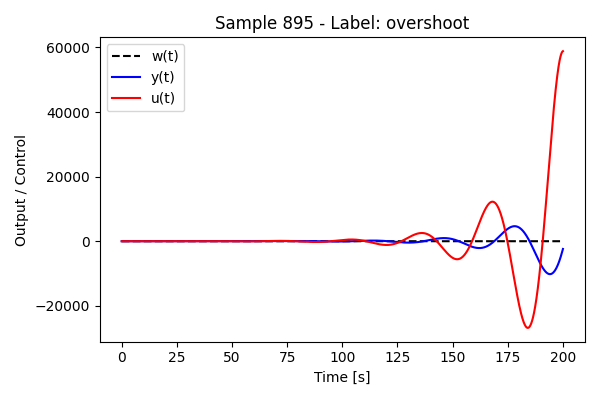 Sample 895 - Label: overshoot
w(t)
y(t)
u(t)
Output / Control
60000
40000
20000
0
−20000
0 25 50 75 100 125 150 175 200
Time [s]